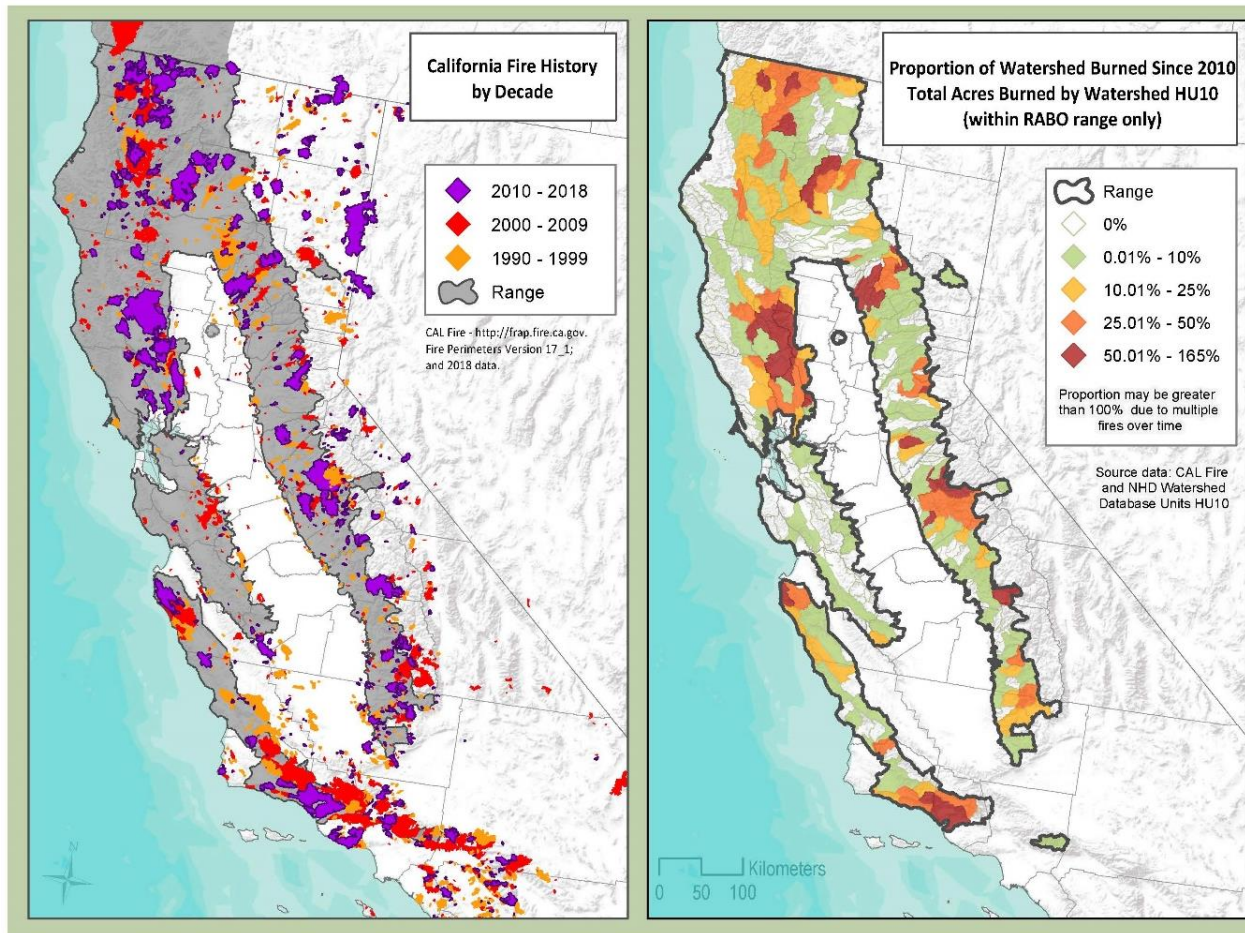 California Fire History
by Decade
2010 - 2018
2000 - 2009
1990 - 1999
Range
CAL Fire - http://frap.fire.ca.gov.
Fire Perimeters Version 17_1;
and 2018 data.
N
Proportion of Watershed Burned Since 2010
Total Acres Burned by Watershed HU10
(within RABO range only)
Range
0%
0.01% - 10%
10.01% - 25%
25.01% - 50%
50.01% - 165%
Proportion may be greater
than 100% due to multiple
fires over time
Source data: CAL Fire
and NHD Watershed
Database Units HU10
Kilometers
0 50 100